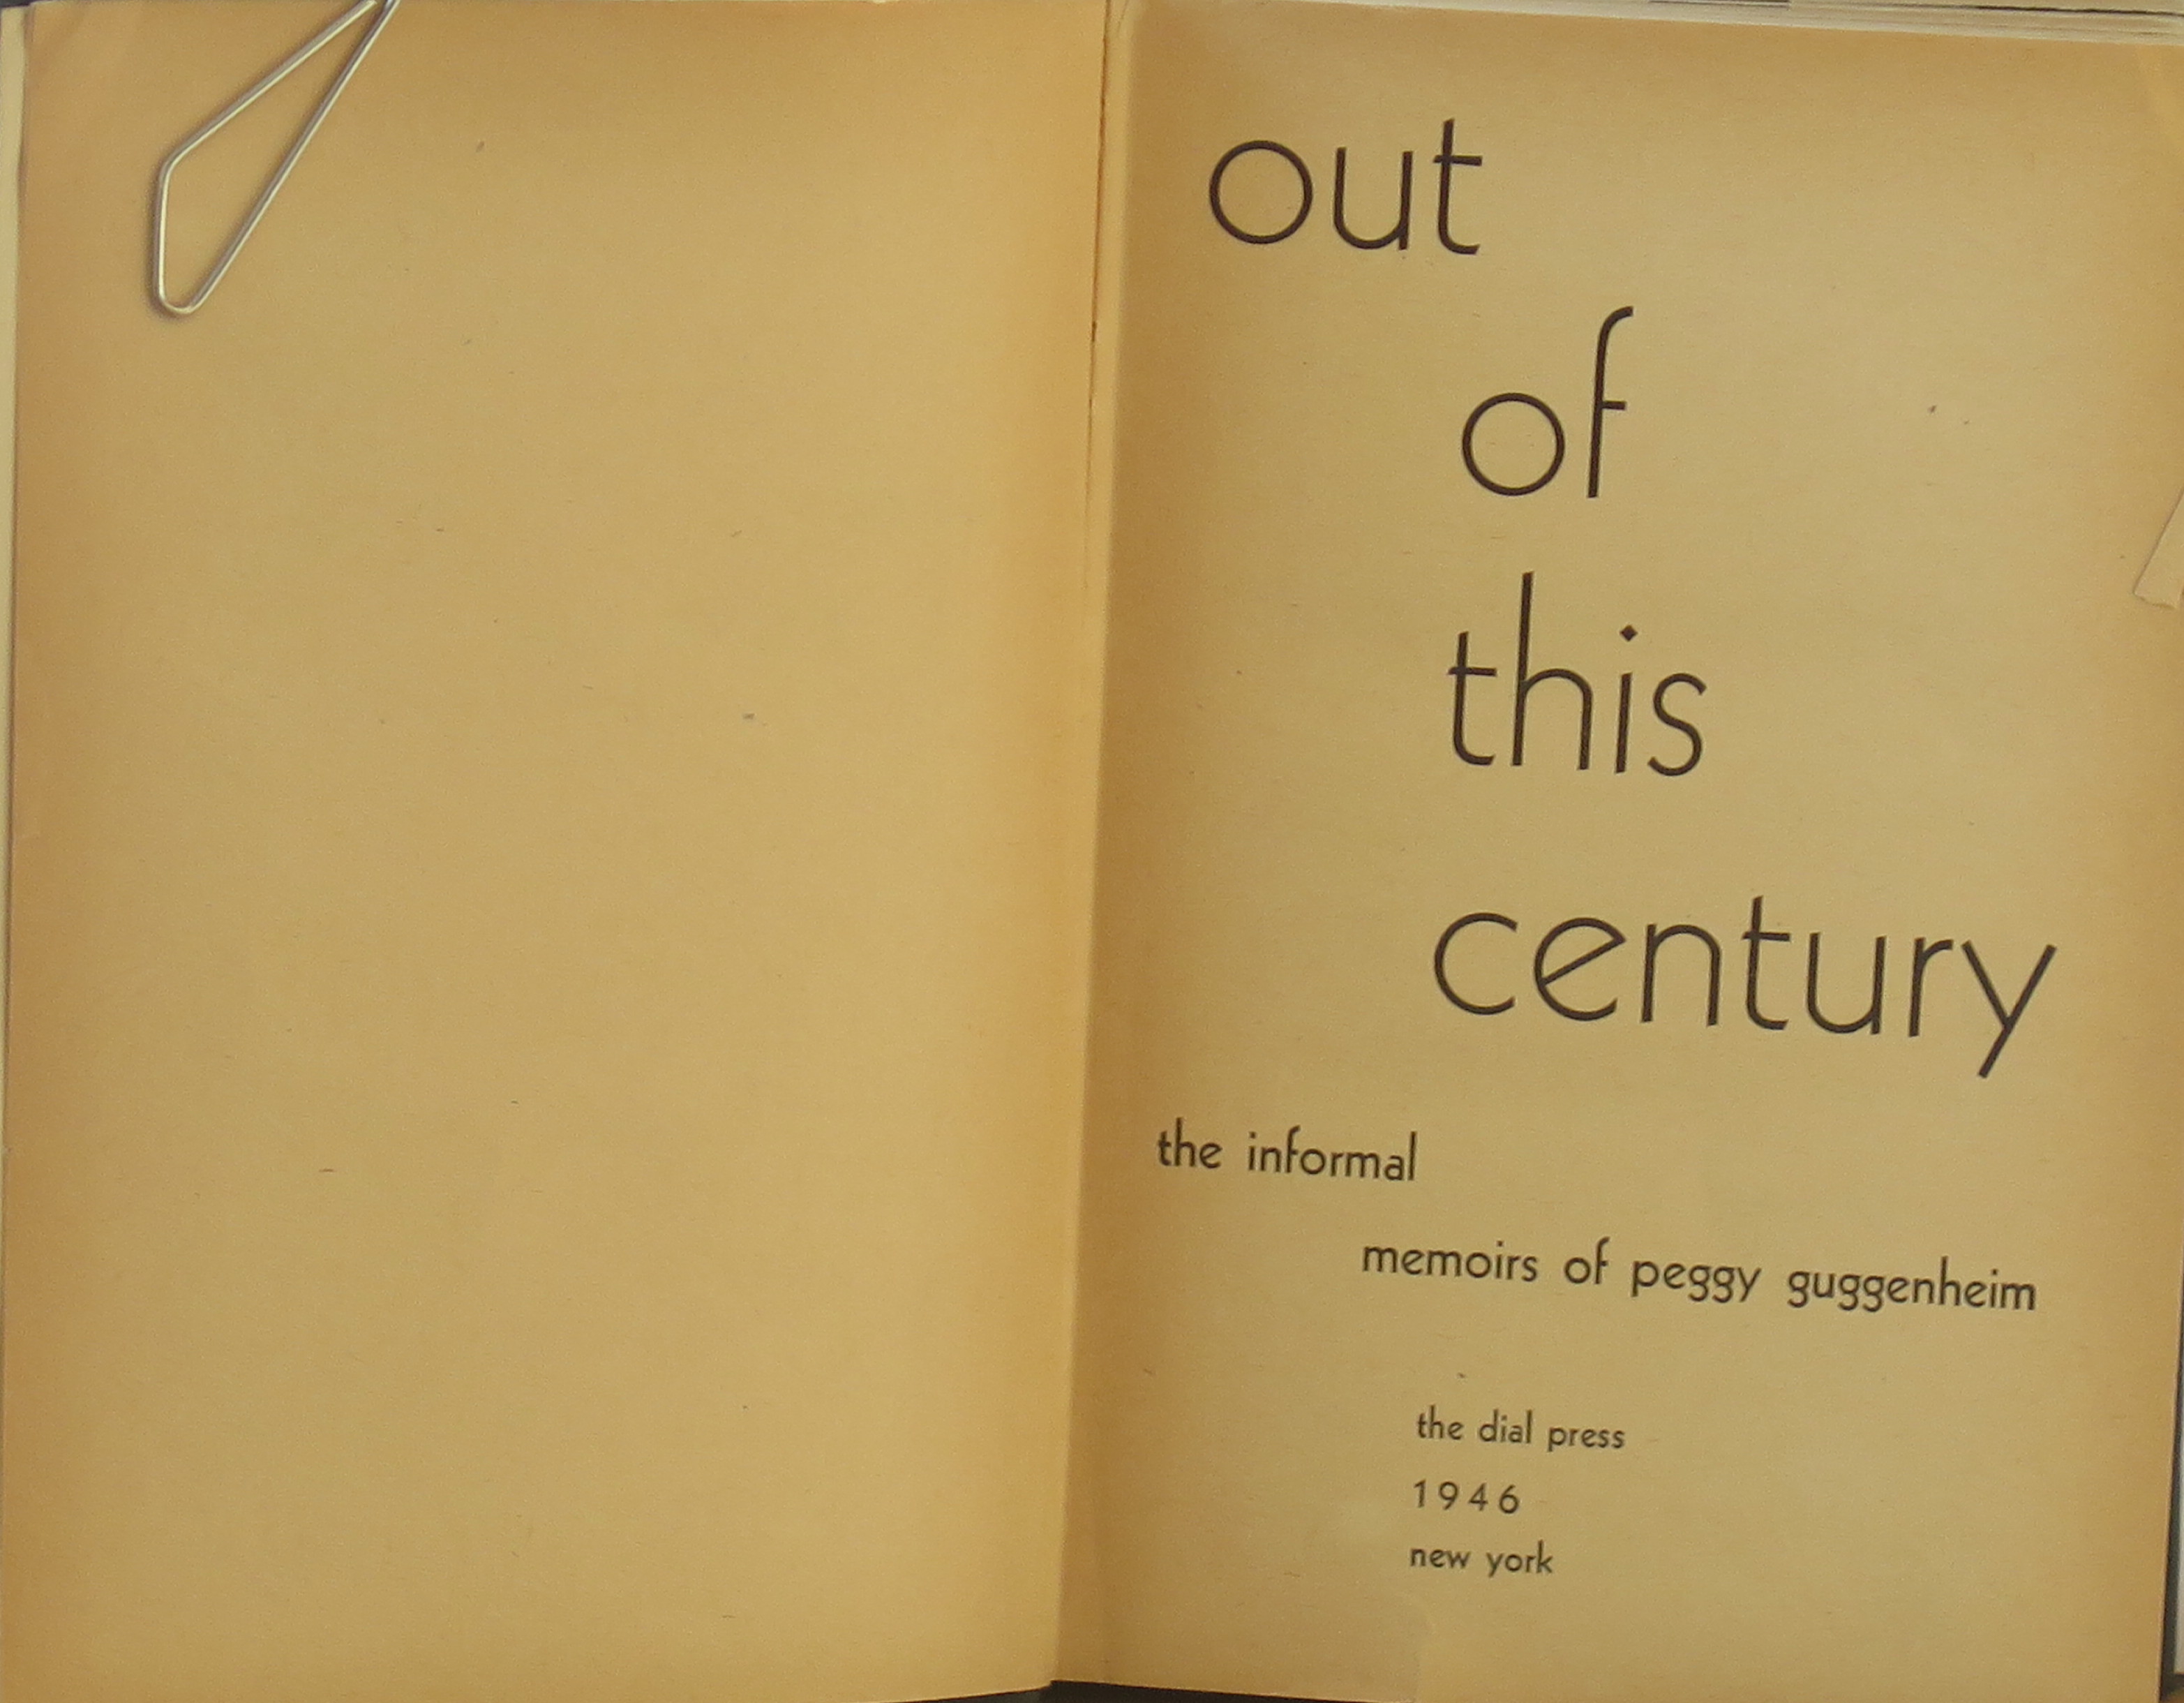 out
of
this
century
the informal
memoirs of peggy guggenheim
the dial press
1946
new york